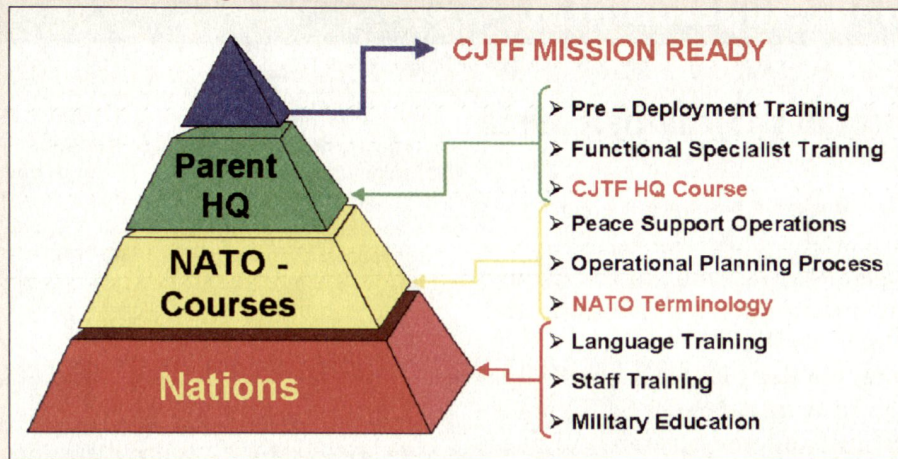 CJTF MISSION READY
Parent
HQ
➢ Pre – Deployment Training
➢ Functional Specialist Training
➢ CJTF HQ Course
NATO -
Courses
➢ Peace Support Operations
➢ Operational Planning Process
➢ NATO Terminology
Nations
➢ Language Training
➢ Staff Training
➢ Military Education